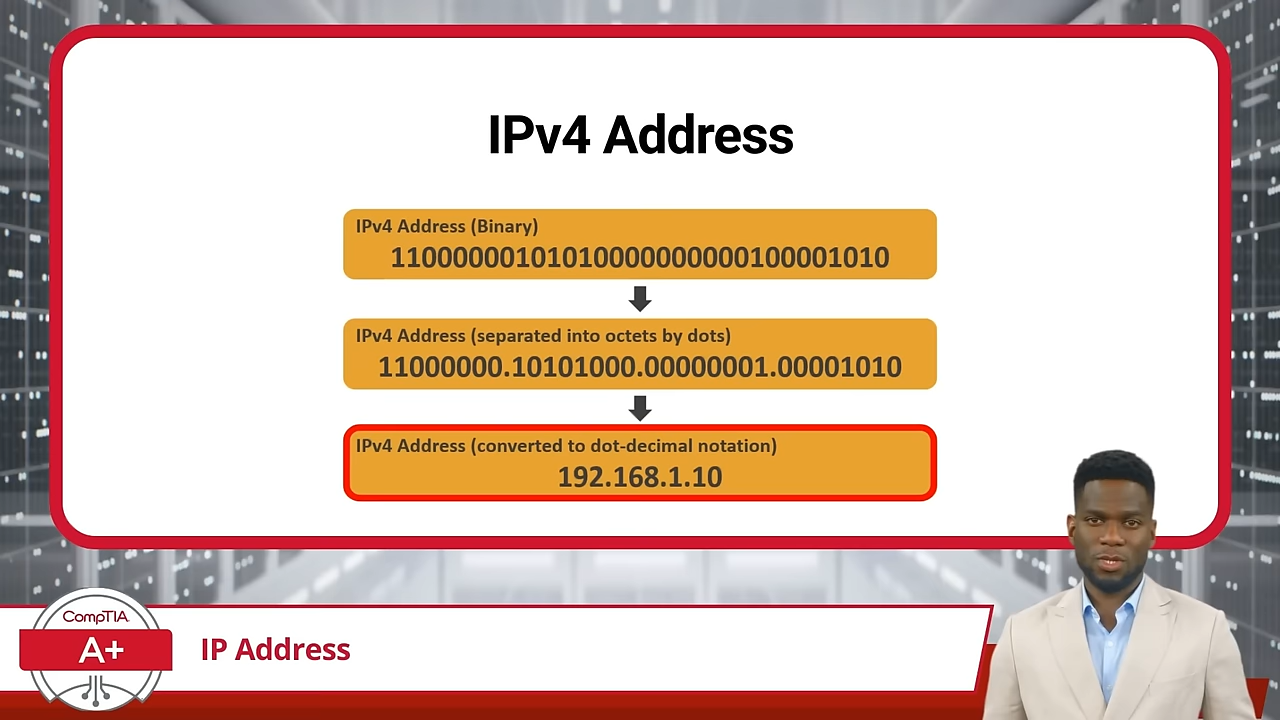 IPv4 Address
IPv4 Address (Binary)
11000000101010000000000100001010
IPv4 Address (separated into octets by dots)
11000000.10101000.00000001.00001010
IPv4 Address (converted to dot-decimal notation)
192.168.1.10
CompTIA.
A+
IP Address